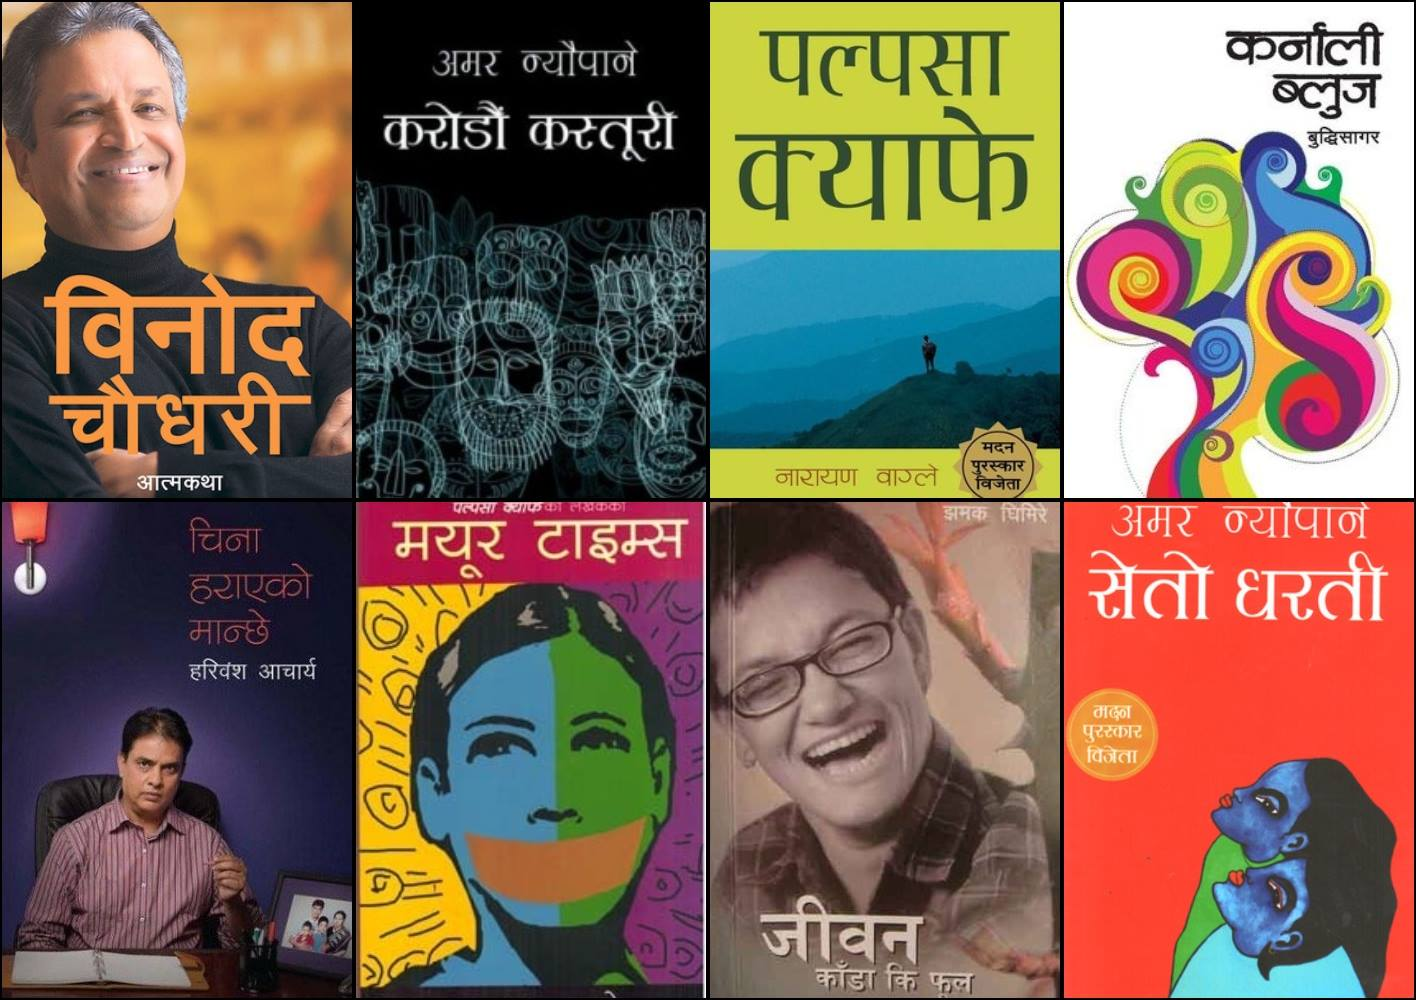 विनोद
चौधरी
आत्मकथा
अमर न्यौपाने
करोडौं कस्तूरी
पल्पसा
क्याफे
नारायण वाग्ले
मदन
पुरस्कार
विजेता
कर्नाली
ब्लुज
बुद्धिसागर
चिना
हराएको
मान्छे
हरिवंश आचार्य
पल्पसा क्याफेका लेखकको
मयूर टाइम्स
झमक घिमिरे
जीवन
काँडा कि फूल
अमर न्यौपाने
सेतो धरती
मदन
पुरस्कार
विजेता